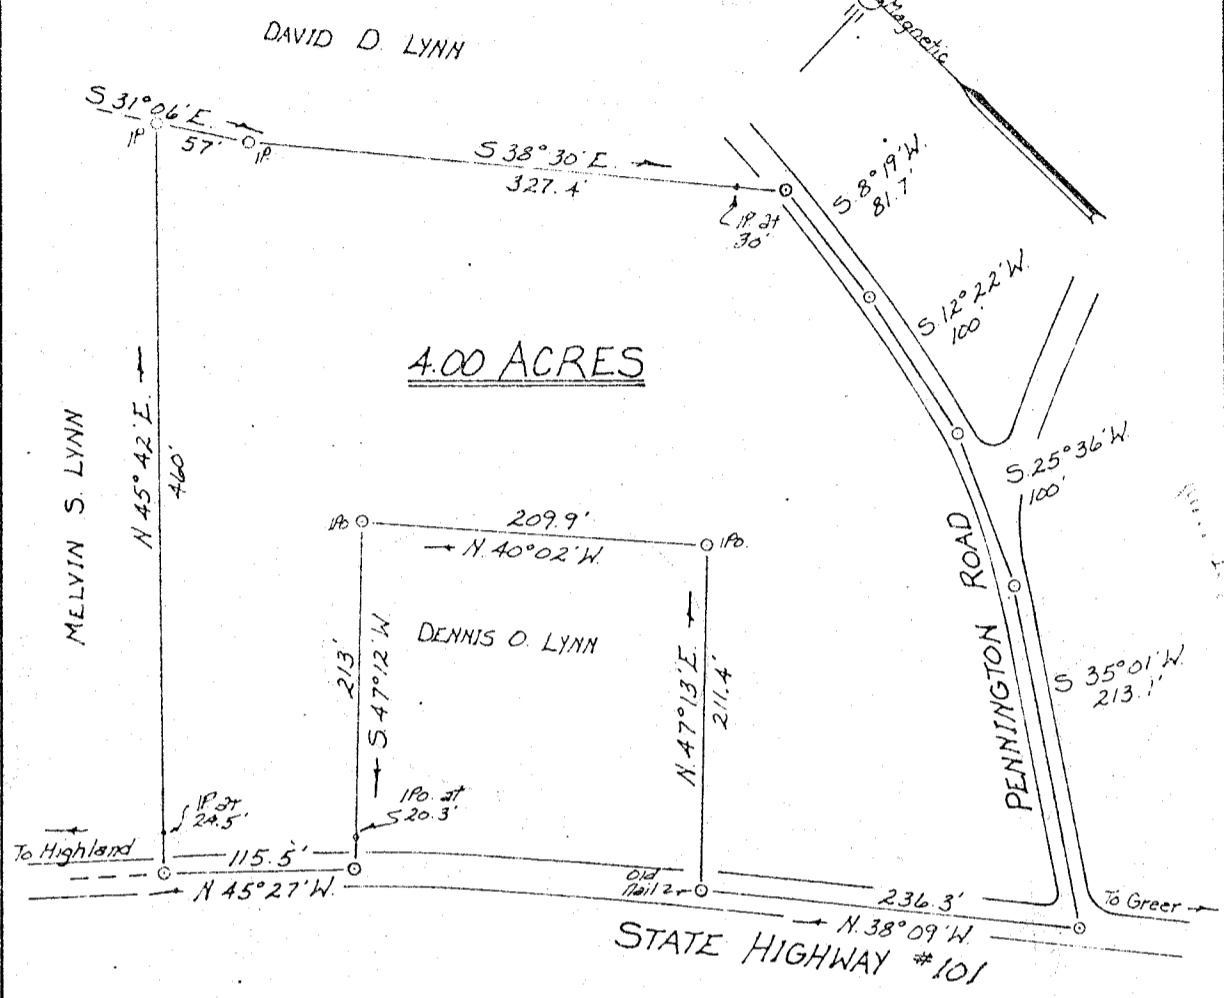 DAVID D. LYNN
Magnetic
S 31°06' E.
57'
IP
IP.
S 38°30' E.
327.4'
IP. at
30'
S. 8°19' W.
81.7'
S. 12°22' W.
100'
4.00 ACRES
S. 25°36' W.
100'
MELVIN S. LYNN
N 45°42' E.
460'
IPO
209.9'
N. 40°02' W.
IPO.
DENNIS O. LYNN
213'
S. 47°12' W
N. 47°13' E.
211.4'
PENNINGTON ROAD
S 35°01' W.
213.1'
IP at
24.5'
IPO. at
20.3'
To Highland
115.5'
N 45°27' W.
Old
Nail 2
236.3'
N. 38°09' W.
To Greer
STATE HIGHWAY #101